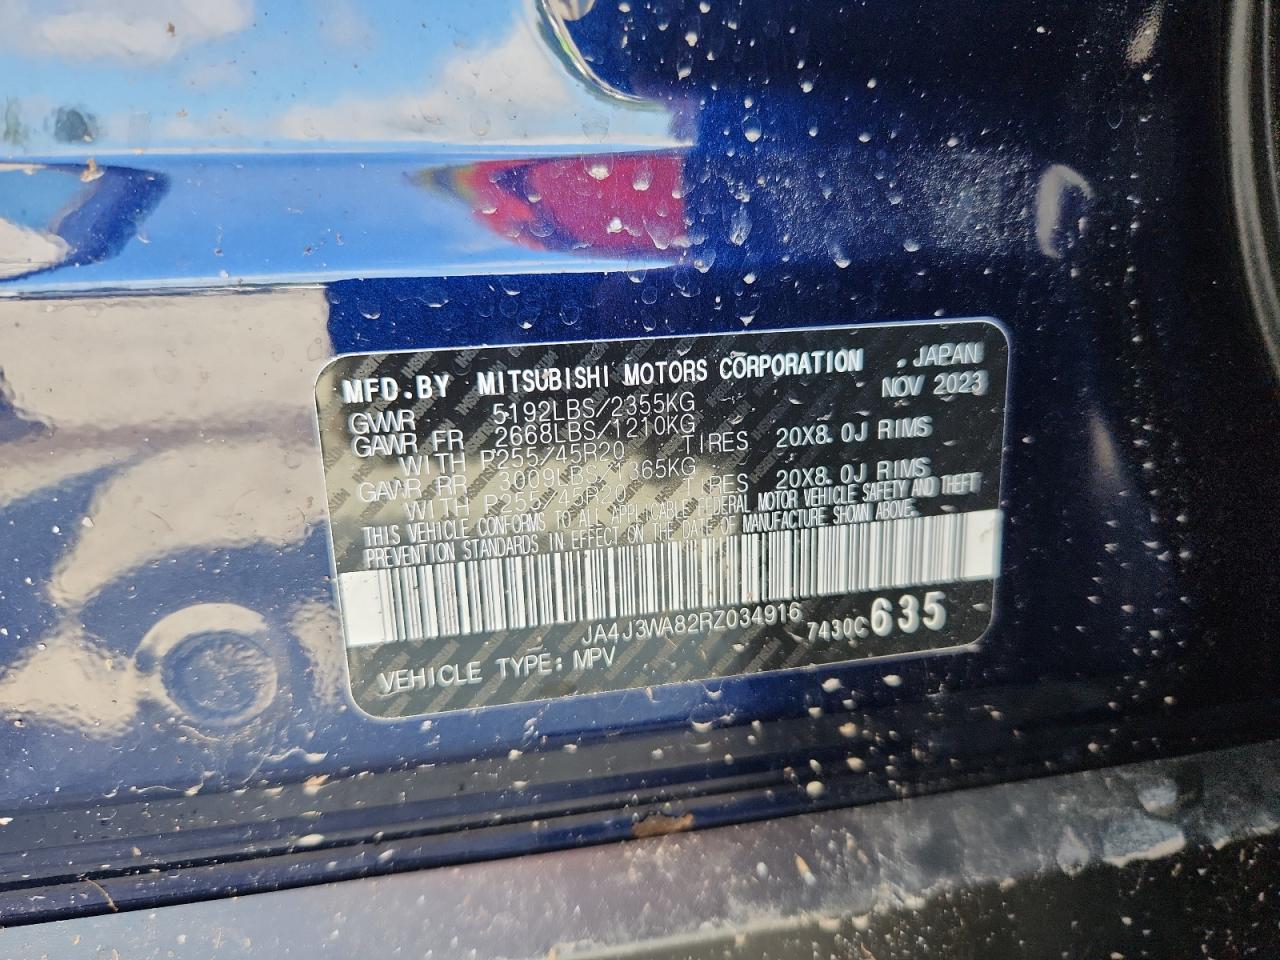 MFD.BY MITSUBISHI MOTORS CORPORATION JAPAN
NOV 2023
GVWR 5192LBS/2355KG
GAWR FR 2668LBS/1210KG
WITH P255/45R20 TIRES 20X8.0J RIMS
GAWR RR 3009LBS/1365KG
WITH P255/45R20 TIRES 20X8.0J RIMS
THIS VEHICLE CONFORMS TO ALL APPLICABLE FEDERAL MOTOR VEHICLE SAFETY AND THEFT
PREVENTION STANDARDS IN EFFECT ON THE DATE OF MANUFACTURE SHOWN ABOVE.
JA4J3WA82RZ034916
7430C635
VEHICLE TYPE: MPV